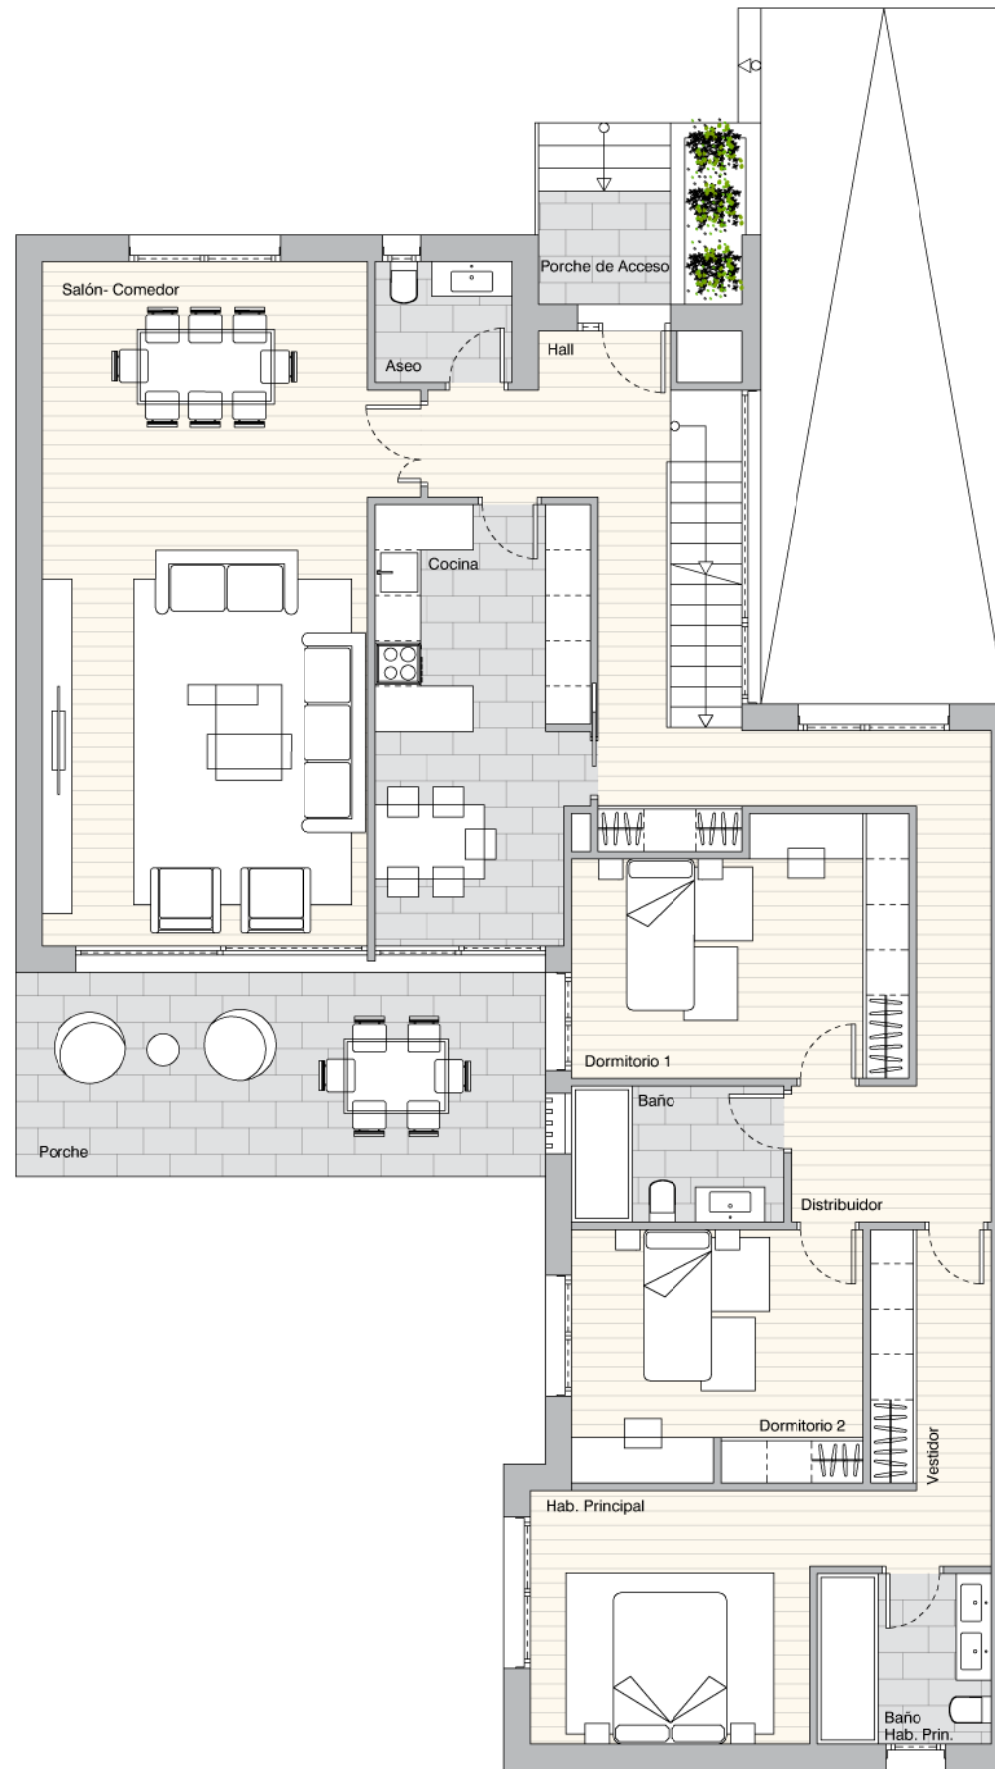 Porche de Acceso
Salón- Comedor
Hall
Aseo
Cocina
Dormitorio 1
Baño
Porche
Distribuidor
Dormitorio 2
Vestidor
Hab. Principal
Baño
Hab. Prin.